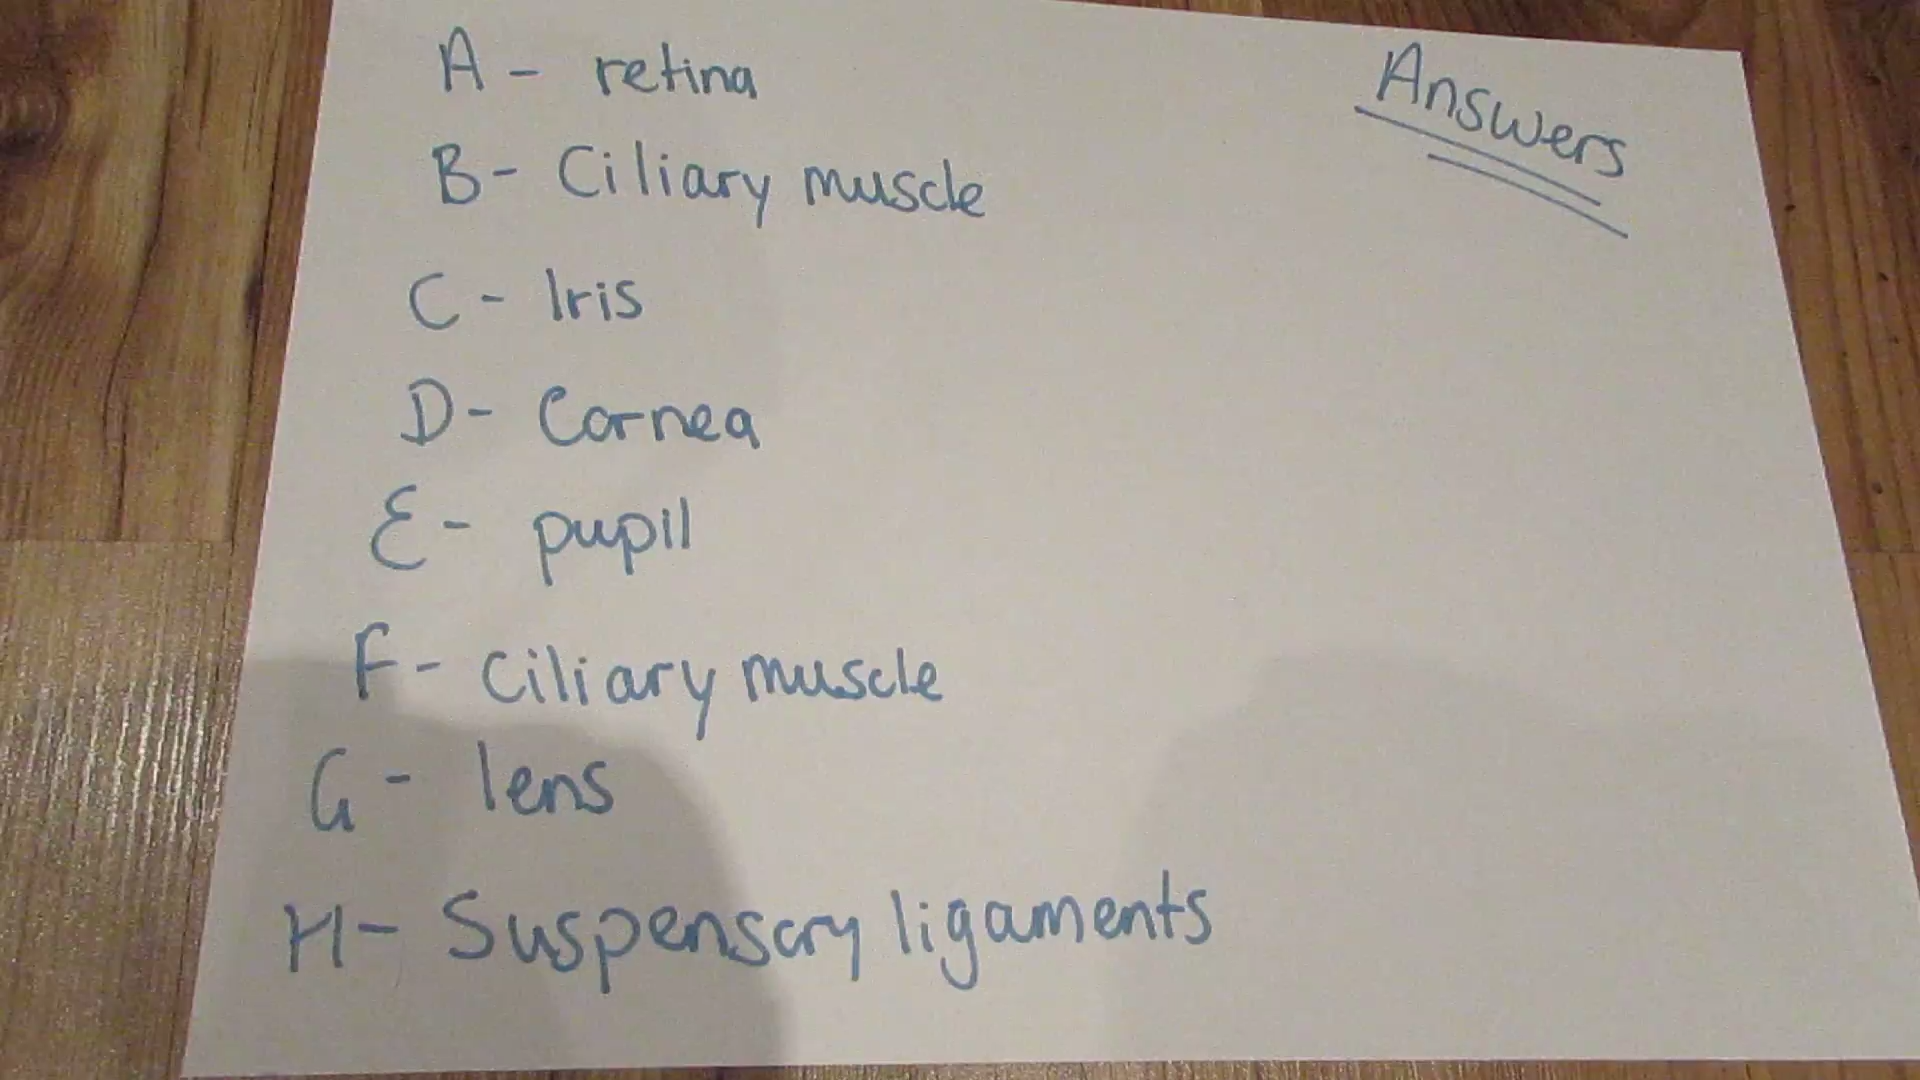 A - retina
Answers
B - Ciliary muscle
C - Iris
D - Cornea
E - pupil
F - Ciliary muscle
G - lens
H - Suspensory ligaments